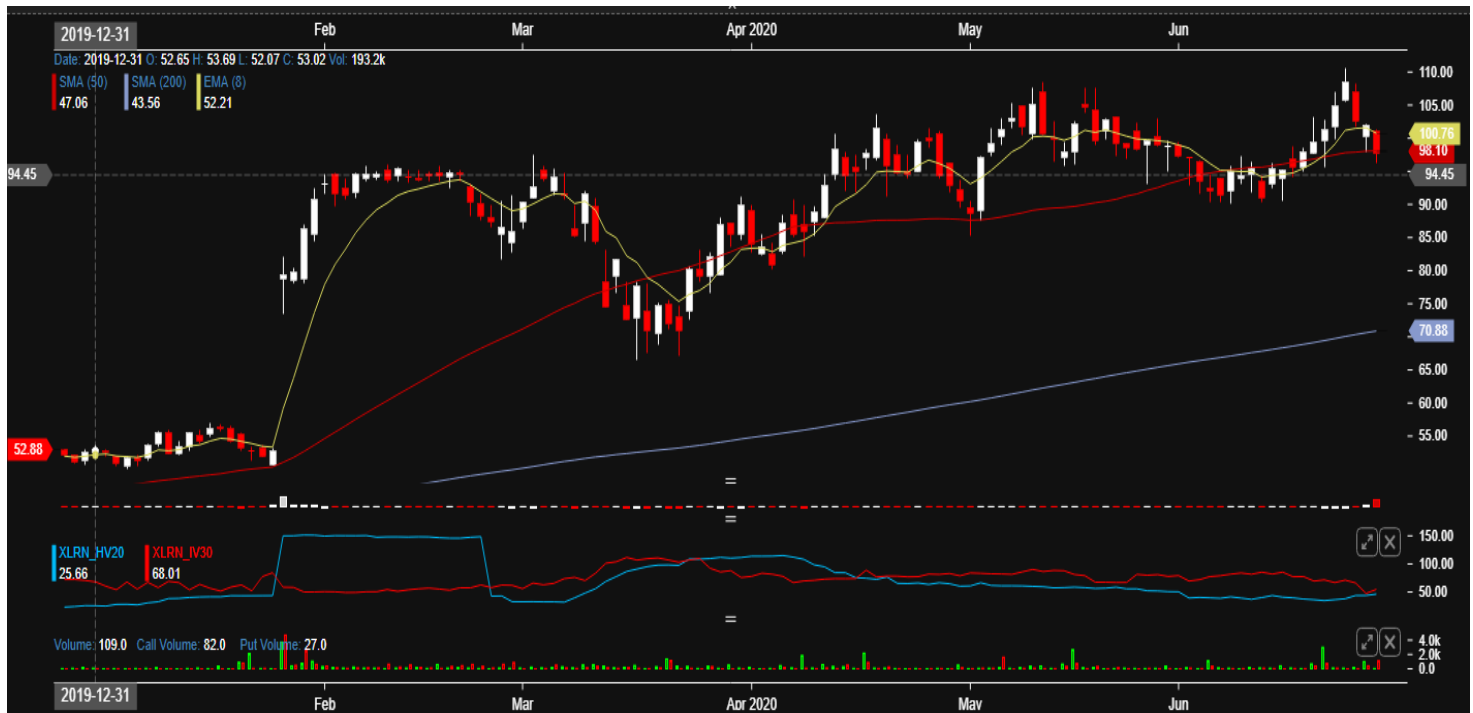 2019-12-31 Feb Mar Apr 2020 May Jun
Date: 2019-12-31 O: 52.65 H: 53.69 L: 52.07 C: 53.02 Vol: 193.2k
SMA (50) SMA (200) EMA (8)
47.06 43.56 52.21
110.00
105.00
100.76
98.10
94.45 94.45
90.00
85.00
80.00
75.00
70.88
65.00
60.00
55.00
52.88
XLRN_HV20 XLRN_IV30
25.66 68.01
150.00
100.00
50.00
Volume: 109.0 Call Volume: 82.0 Put Volume: 27.0
4.0k
2.0k
0.0
2019-12-31 Feb Mar Apr 2020 May Jun